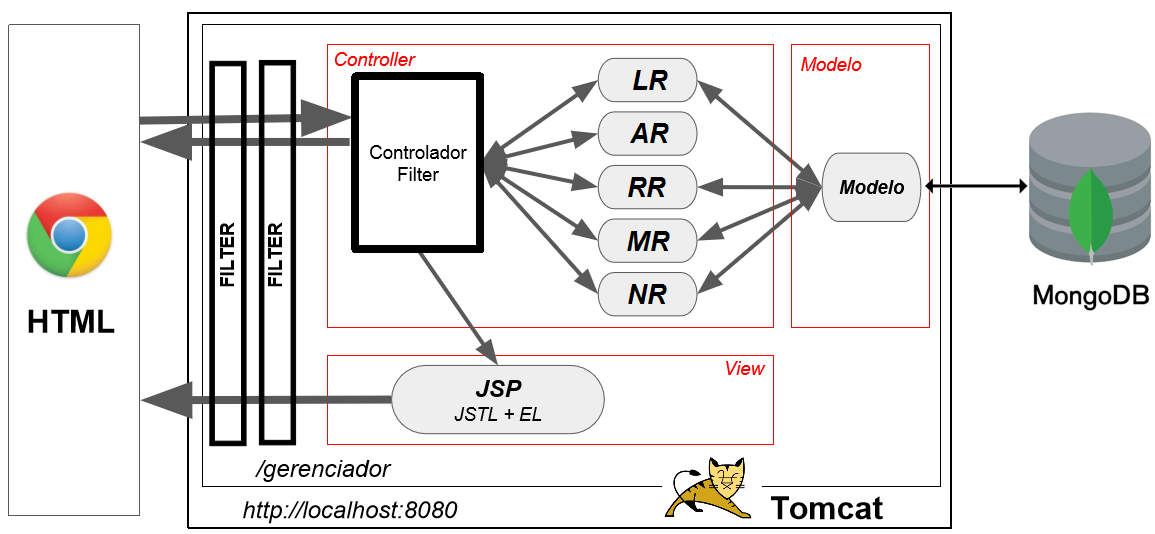 Controller
Modelo
LR
AR
Controlador
Filter
RR
Modelo
MR
NR
FILTER
FILTER
HTML
MongoDB
View
JSP
JSTL + EL
/gerenciador
http://localhost:8080
Tomcat